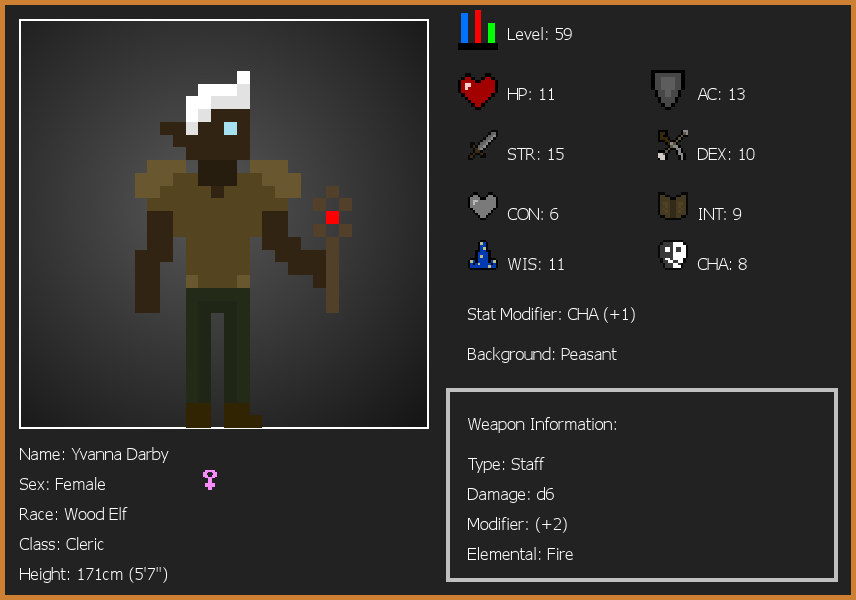 Level: 59
HP: 11
AC: 13
STR: 15
DEX: 10
CON: 6
INT: 9
WIS: 11
CHA: 8
Stat Modifier: CHA (+1)
Background: Peasant
Weapon Information:
Type: Staff
Damage: d6
Modifier: (+2)
Elemental: Fire
Name: Yvanna Darby
Sex: Female
Race: Wood Elf
Class: Cleric
Height: 171cm (5'7")